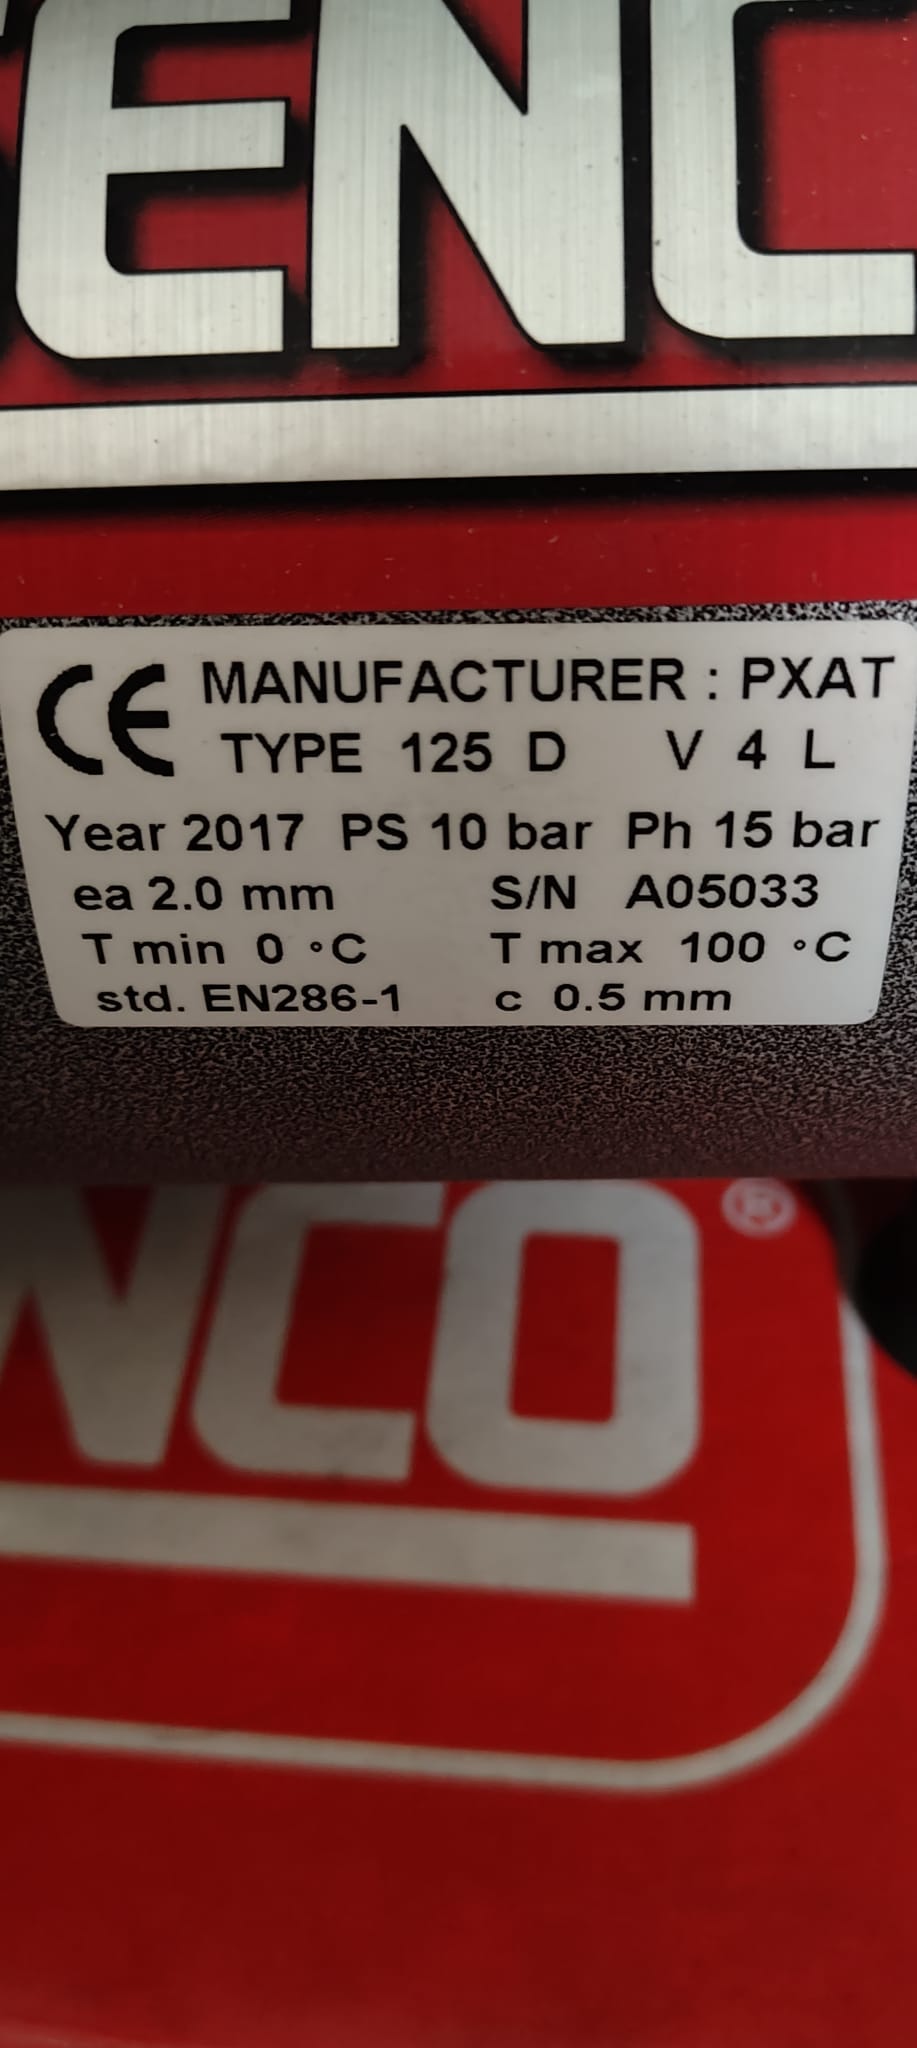 ENC
CE MANUFACTURER : PXAT
TYPE 125 D V 4 L
Year 2017 PS 10 bar Ph 15 bar
ea 2.0 mm S/N A05033
T min 0 °C T max 100 °C
std. EN286-1 c 0.5 mm
NCO ®